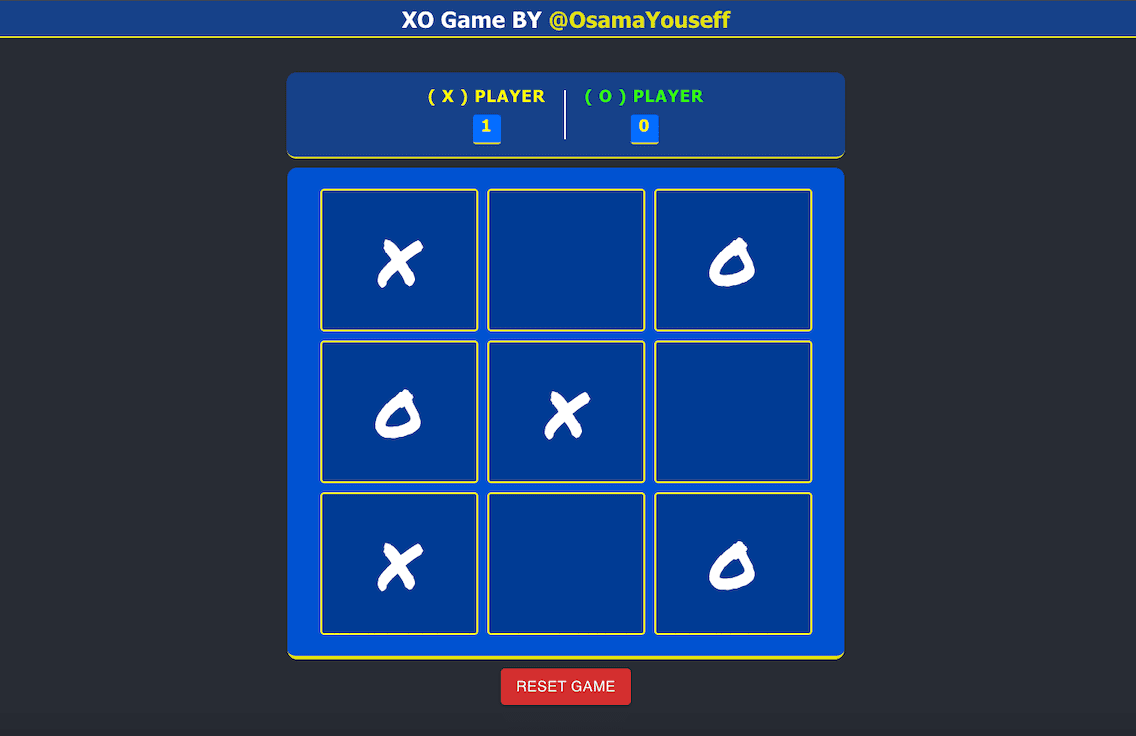 XO Game BY @OsamaYouseff
( X ) PLAYER ( O ) PLAYER
1 0
X O
O X
X O
RESET GAME